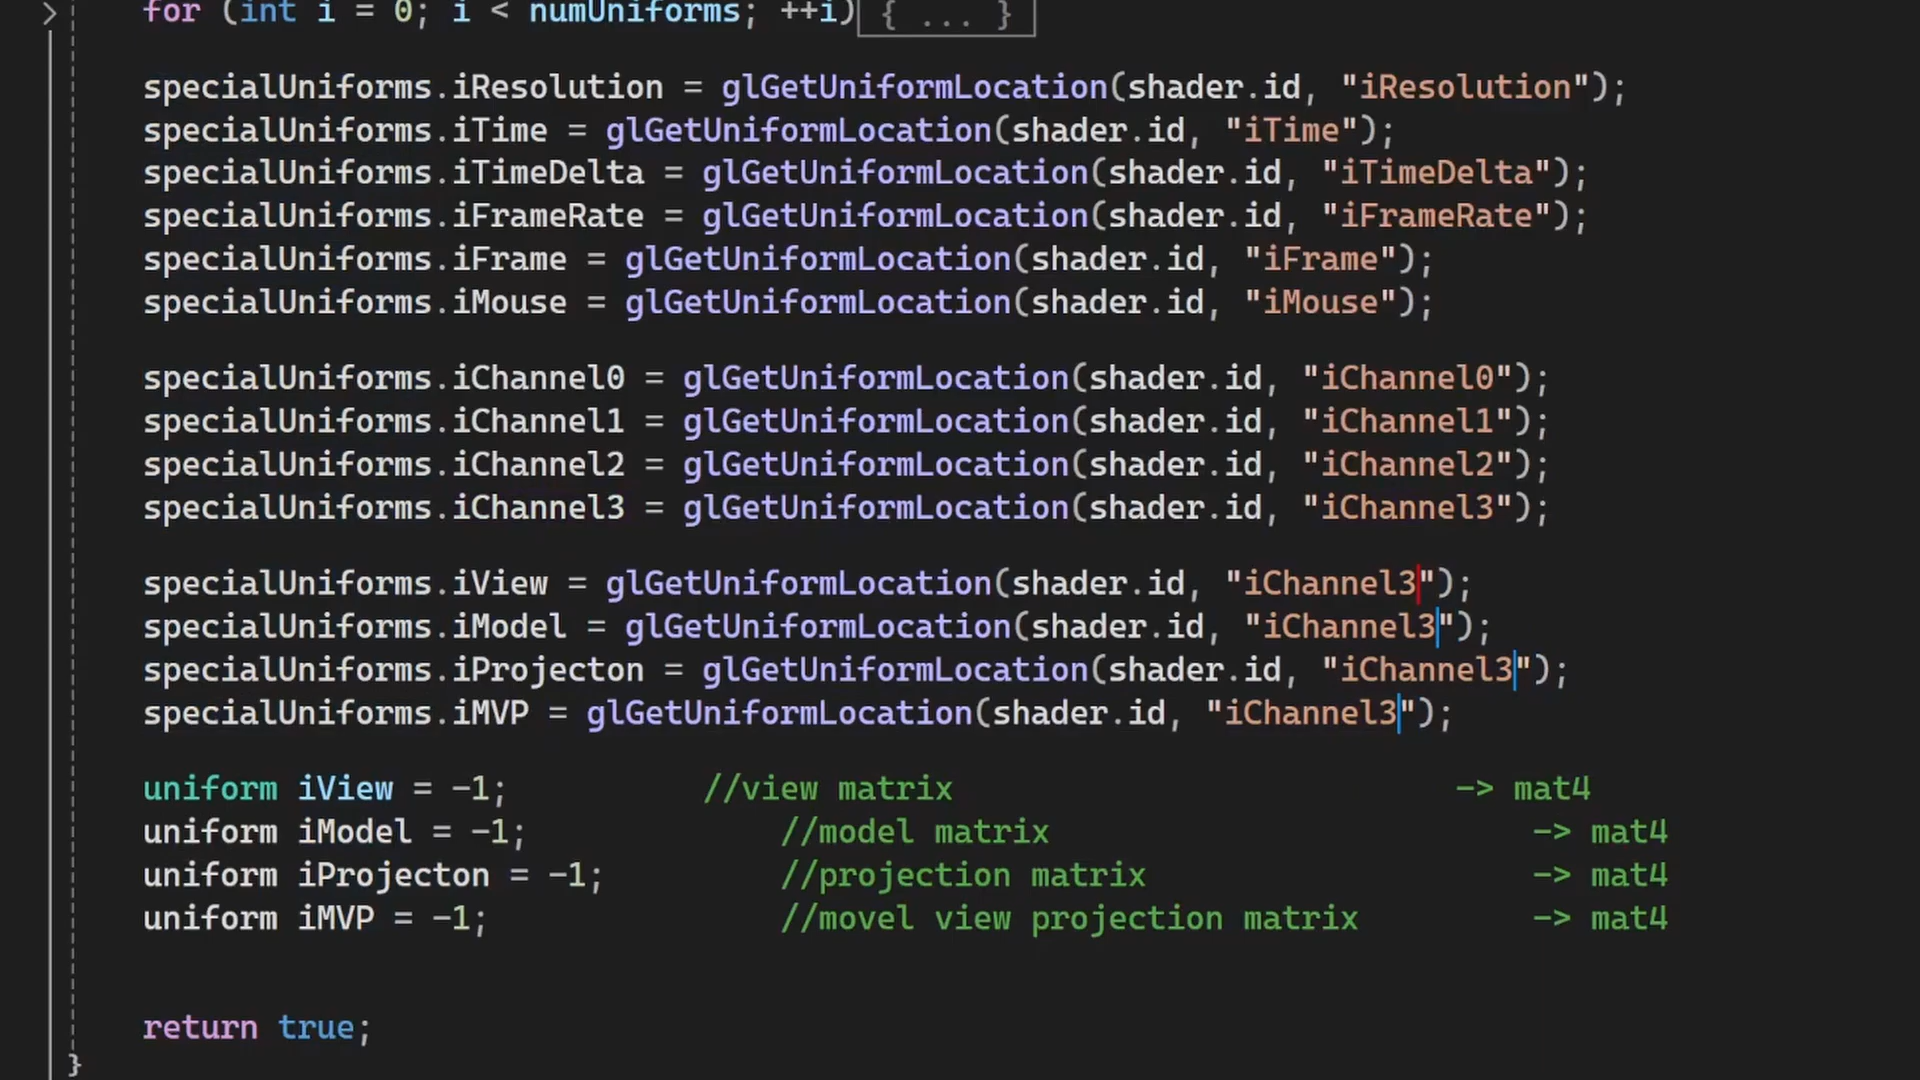 for (int i = 0; i < numUniforms; ++i) { ... }
specialUniforms.iResolution = glGetUniformLocation(shader.id, "iResolution");
specialUniforms.iTime = glGetUniformLocation(shader.id, "iTime");
specialUniforms.iTimeDelta = glGetUniformLocation(shader.id, "iTimeDelta");
specialUniforms.iFrameRate = glGetUniformLocation(shader.id, "iFrameRate");
specialUniforms.iFrame = glGetUniformLocation(shader.id, "iFrame");
specialUniforms.iMouse = glGetUniformLocation(shader.id, "iMouse");
specialUniforms.iChannel0 = glGetUniformLocation(shader.id, "iChannel0");
specialUniforms.iChannel1 = glGetUniformLocation(shader.id, "iChannel1");
specialUniforms.iChannel2 = glGetUniformLocation(shader.id, "iChannel2");
specialUniforms.iChannel3 = glGetUniformLocation(shader.id, "iChannel3");
specialUniforms.iView = glGetUniformLocation(shader.id, "iChannel3");
specialUniforms.iModel = glGetUniformLocation(shader.id, "iChannel3");
specialUniforms.iProjecton = glGetUniformLocation(shader.id, "iChannel3");
specialUniforms.iMVP = glGetUniformLocation(shader.id, "iChannel3");
uniform iView = -1; //view matrix -> mat4
uniform iModel = -1; //model matrix -> mat4
uniform iProjecton = -1; //projection matrix -> mat4
uniform iMVP = -1; //movel view projection matrix -> mat4
return true;
}